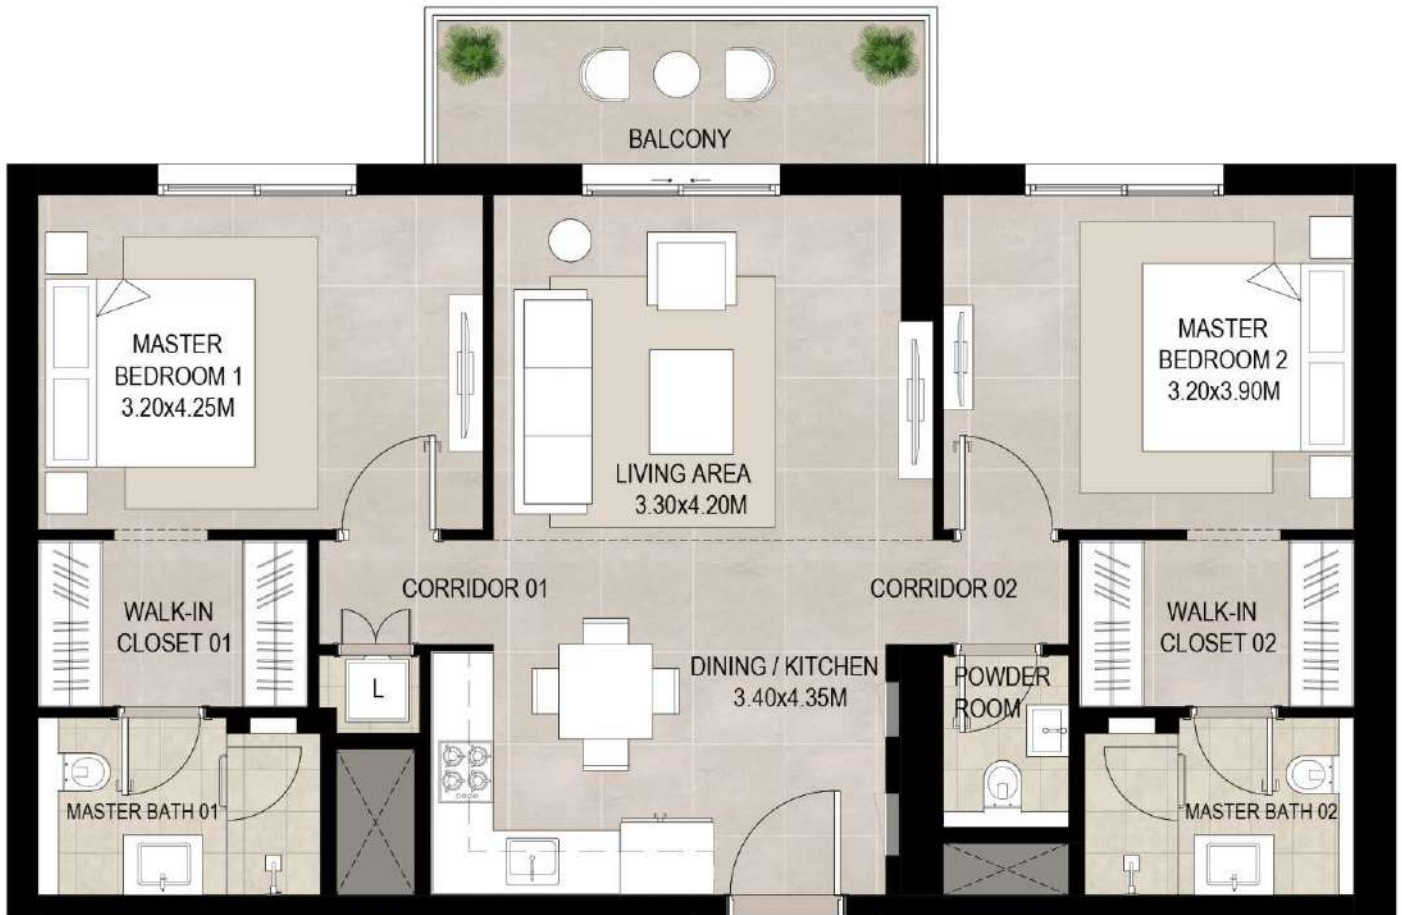 BALCONY
MASTER
BEDROOM 1
3.20x4.25M
MASTER
BEDROOM 2
3.20x3.90M
LIVING AREA
3.30x4.20M
CORRIDOR 01
CORRIDOR 02
WALK-IN
CLOSET 01
WALK-IN
CLOSET 02
L
DINING / KITCHEN
3.40x4.35M
POWDER
ROOM
MASTER BATH 01
MASTER BATH 02